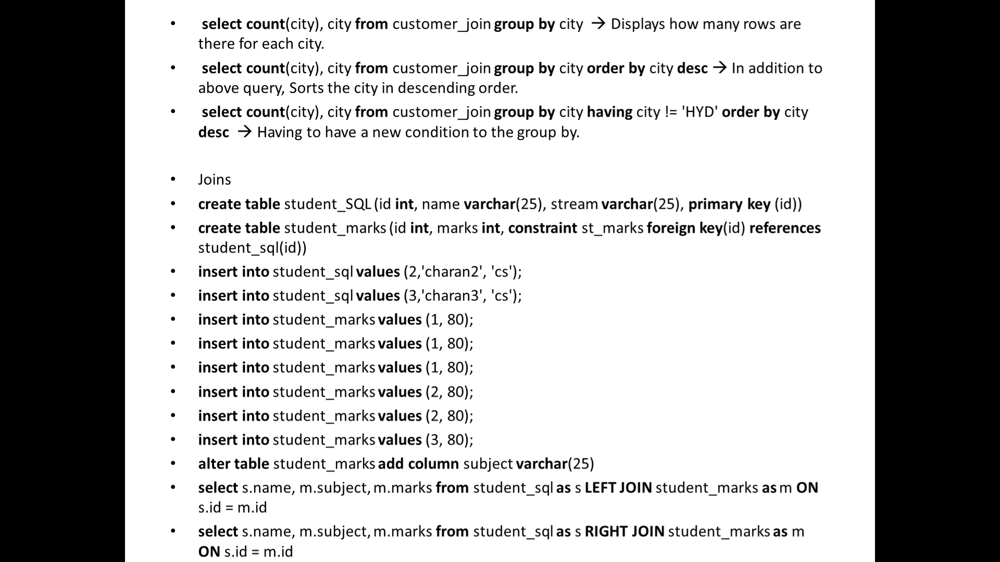 • select count(city), city from customer_join group by city → Displays how many rows are
there for each city.
• select count(city), city from customer_join group by city order by city desc → In addition to
above query, Sorts the city in descending order.
• select count(city), city from customer_join group by city having city != 'HYD' order by city
desc → Having to have a new condition to the group by.
• Joins
• create table student_SQL (id int, name varchar(25), stream varchar(25), primary key (id))
• create table student_marks (id int, marks int, constraint st_marks foreign key(id) references
student_sql(id))
• insert into student_sql values (2,'charan2', 'cs');
• insert into student_sql values (3,'charan3', 'cs');
• insert into student_marks values (1, 80);
• insert into student_marks values (1, 80);
• insert into student_marks values (1, 80);
• insert into student_marks values (2, 80);
• insert into student_marks values (2, 80);
• insert into student_marks values (3, 80);
• alter table student_marks add column subject varchar(25)
• select s.name, m.subject, m.marks from student_sql as s LEFT JOIN student_marks as m ON
s.id = m.id
• select s.name, m.subject, m.marks from student_sql as s RIGHT JOIN student_marks as m
ON s.id = m.id